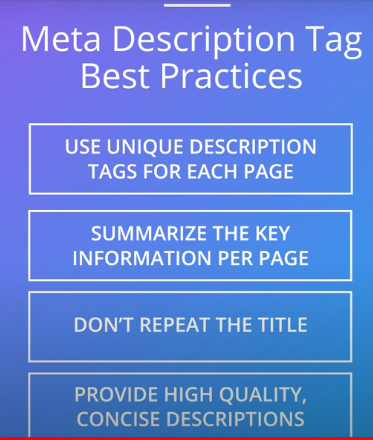 Meta Description Tag
Best Practices
USE UNIQUE DESCRIPTION
TAGS FOR EACH PAGE
SUMMARIZE THE KEY
INFORMATION PER PAGE
DON'T REPEAT THE TITLE
PROVIDE HIGH QUALITY,
CONCISE DESCRIPTIONS